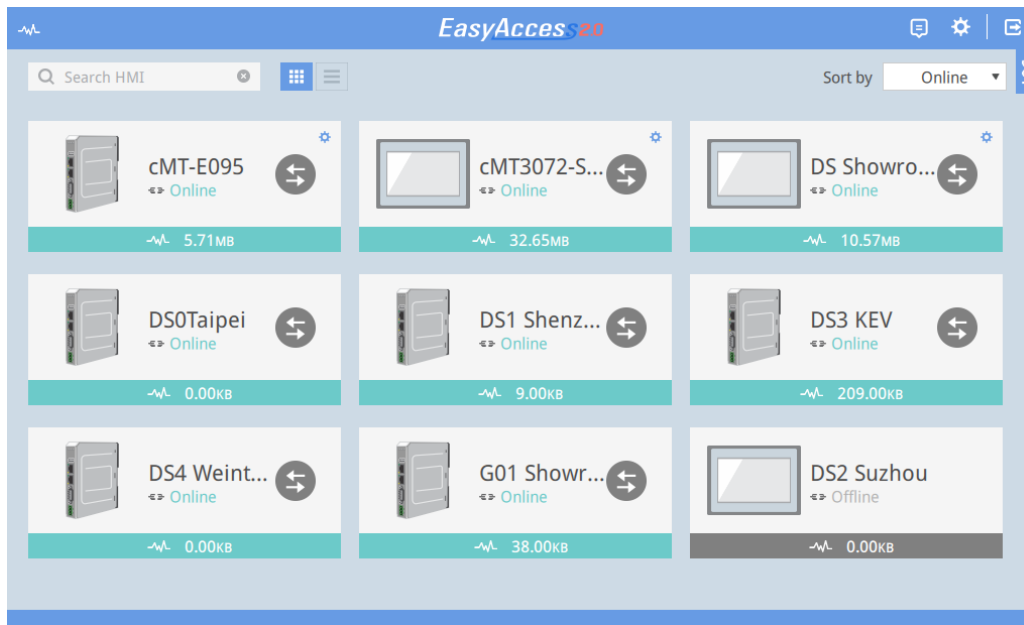 EasyAccess2.0
Search HMI
Sort by Online
cMT-E095
Online
5.71MB
cMT3072-S...
Online
32.65MB
DS Showro...
Online
10.57MB
DS0Taipei
Online
0.00KB
DS1 Shenz...
Online
9.00KB
DS3 KEV
Online
209.00KB
DS4 Weint...
Online
0.00KB
G01 Showr...
Online
38.00KB
DS2 Suzhou
Offline
0.00KB